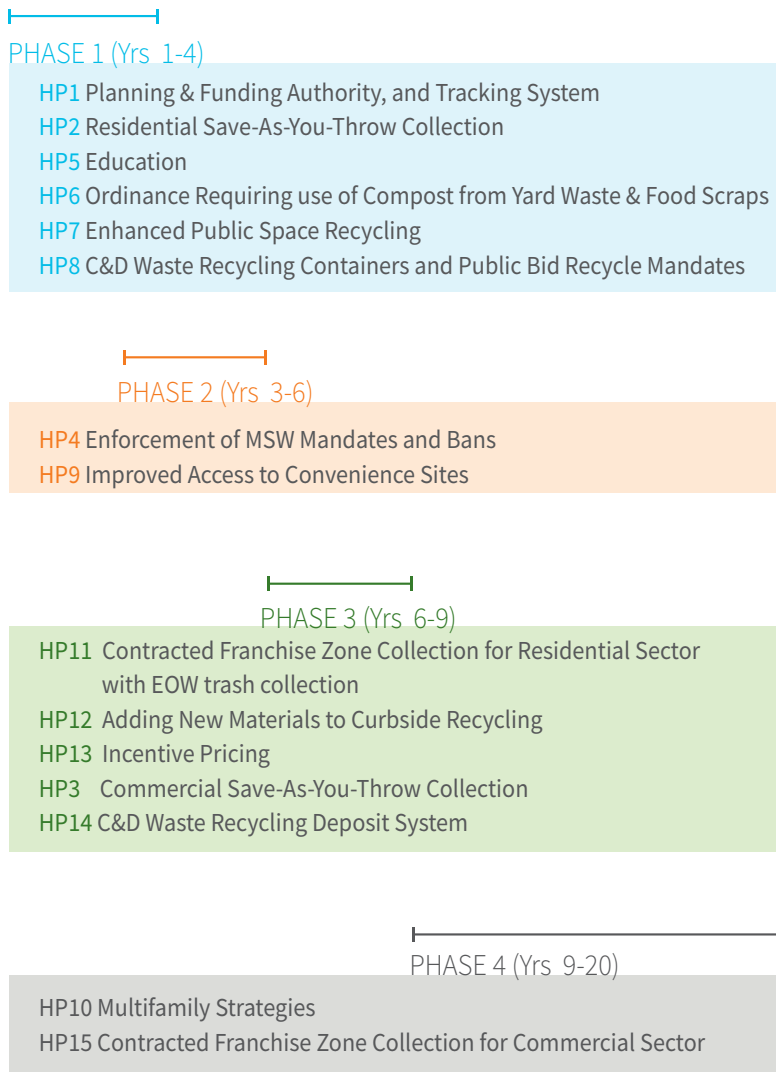 PHASE 1 (Yrs 1-4)
HP1 Planning & Funding Authority, and Tracking System
HP2 Residential Save-As-You-Throw Collection
HP5 Education
HP6 Ordinance Requiring use of Compost from Yard Waste & Food Scraps
HP7 Enhanced Public Space Recycling
HP8 C&D Waste Recycling Containers and Public Bid Recycle Mandates
PHASE 2 (Yrs 3-6)
HP4 Enforcement of MSW Mandates and Bans
HP9 Improved Access to Convenience Sites
PHASE 3 (Yrs 6-9)
HP11 Contracted Franchise Zone Collection for Residential Sector
with EOW trash collection
HP12 Adding New Materials to Curbside Recycling
HP13 Incentive Pricing
HP3 Commercial Save-As-You-Throw Collection
HP14 C&D Waste Recycling Deposit System
PHASE 4 (Yrs 9-20)
HP10 Multifamily Strategies
HP15 Contracted Franchise Zone Collection for Commercial Sector